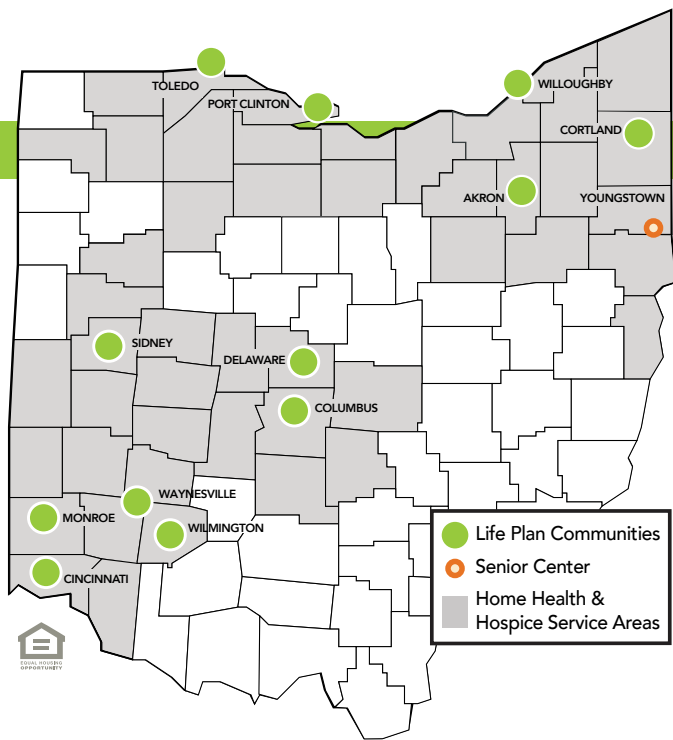 TOLEDO
PORT CLINTON
WILLOUGHBY
CORTLAND
AKRON
YOUNGSTOWN
SIDNEY
DELAWARE
COLUMBUS
WAYNESVILLE
MONROE
WILMINGTON
CINCINNATI
Life Plan Communities
Senior Center
Home Health &
Hospice Service Areas
EQUAL HOUSING
OPPORTUNITY